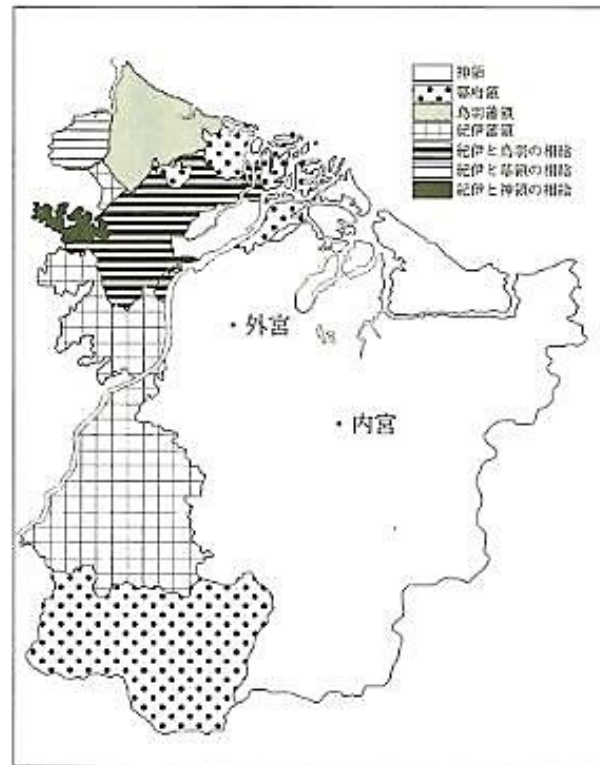 神領
幕府領
鳥羽藩領
紀伊藩領
紀伊と鳥羽の相給
紀伊と幕領の相給
紀伊と神領の相給
・外宮
・内宮